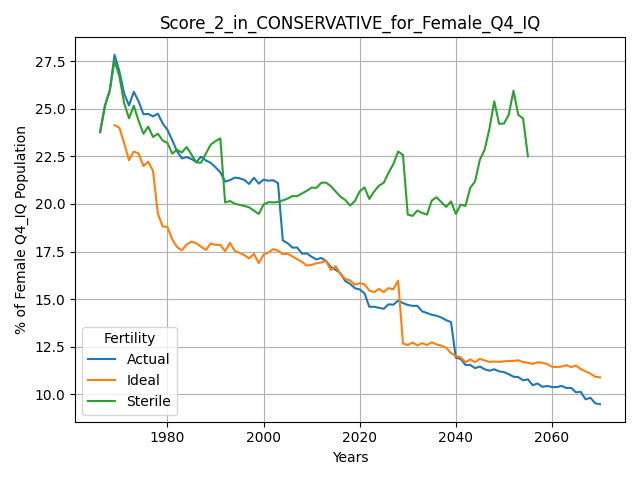 Score_2_in_CONSERVATIVE_for_Female_Q4_IQ
% of Female Q4_IQ Population
27.5
25.0
22.5
20.0
17.5
15.0
12.5
10.0
Fertility
Actual
Ideal
Sterile
1980
2000
2020
2040
2060
Years